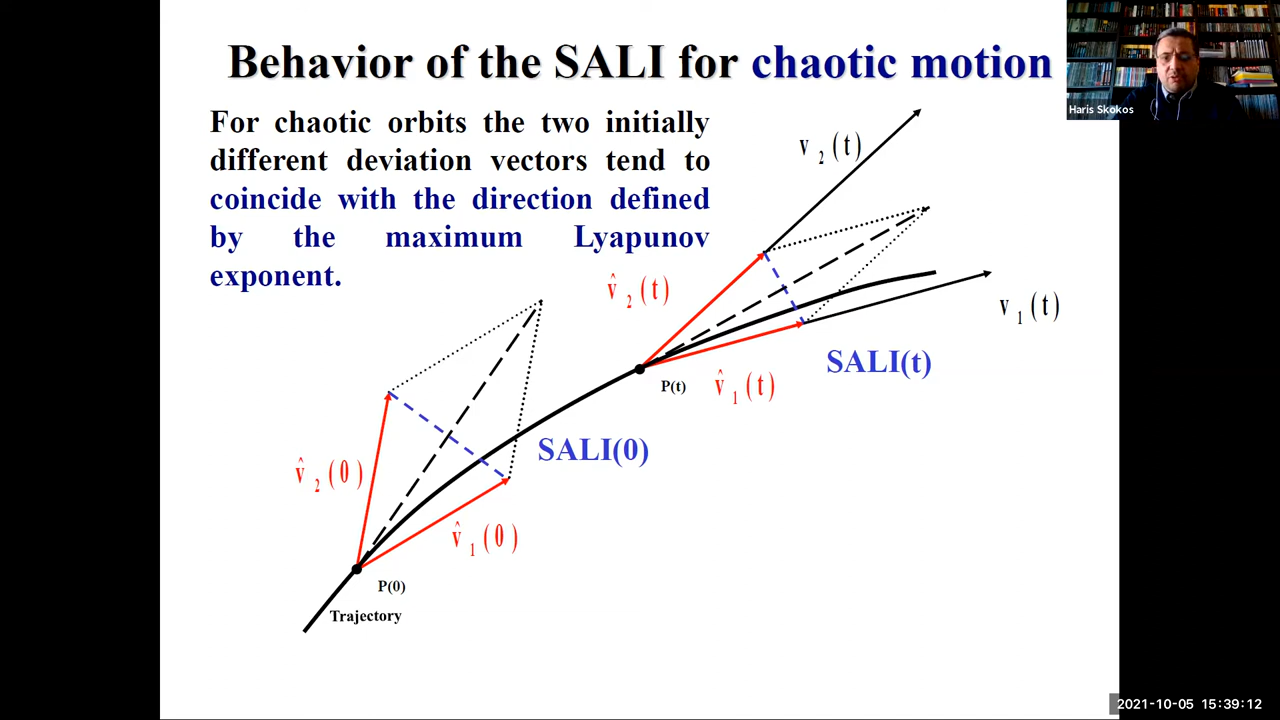 Behavior of the SALI for chaotic motion
Haris Skokos
For chaotic orbits the two initially
different deviation vectors tend to
coincide with the direction defined
by the maximum Lyapunov
exponent.
v 2 (t)
v̂ 2 (t)
v 1 (t)
SALI(t)
P(t)
v̂ 1 (t)
SALI(0)
v̂ 2 (0)
v̂ 1 (0)
P(0)
Trajectory
2021-10-05 15:39:12